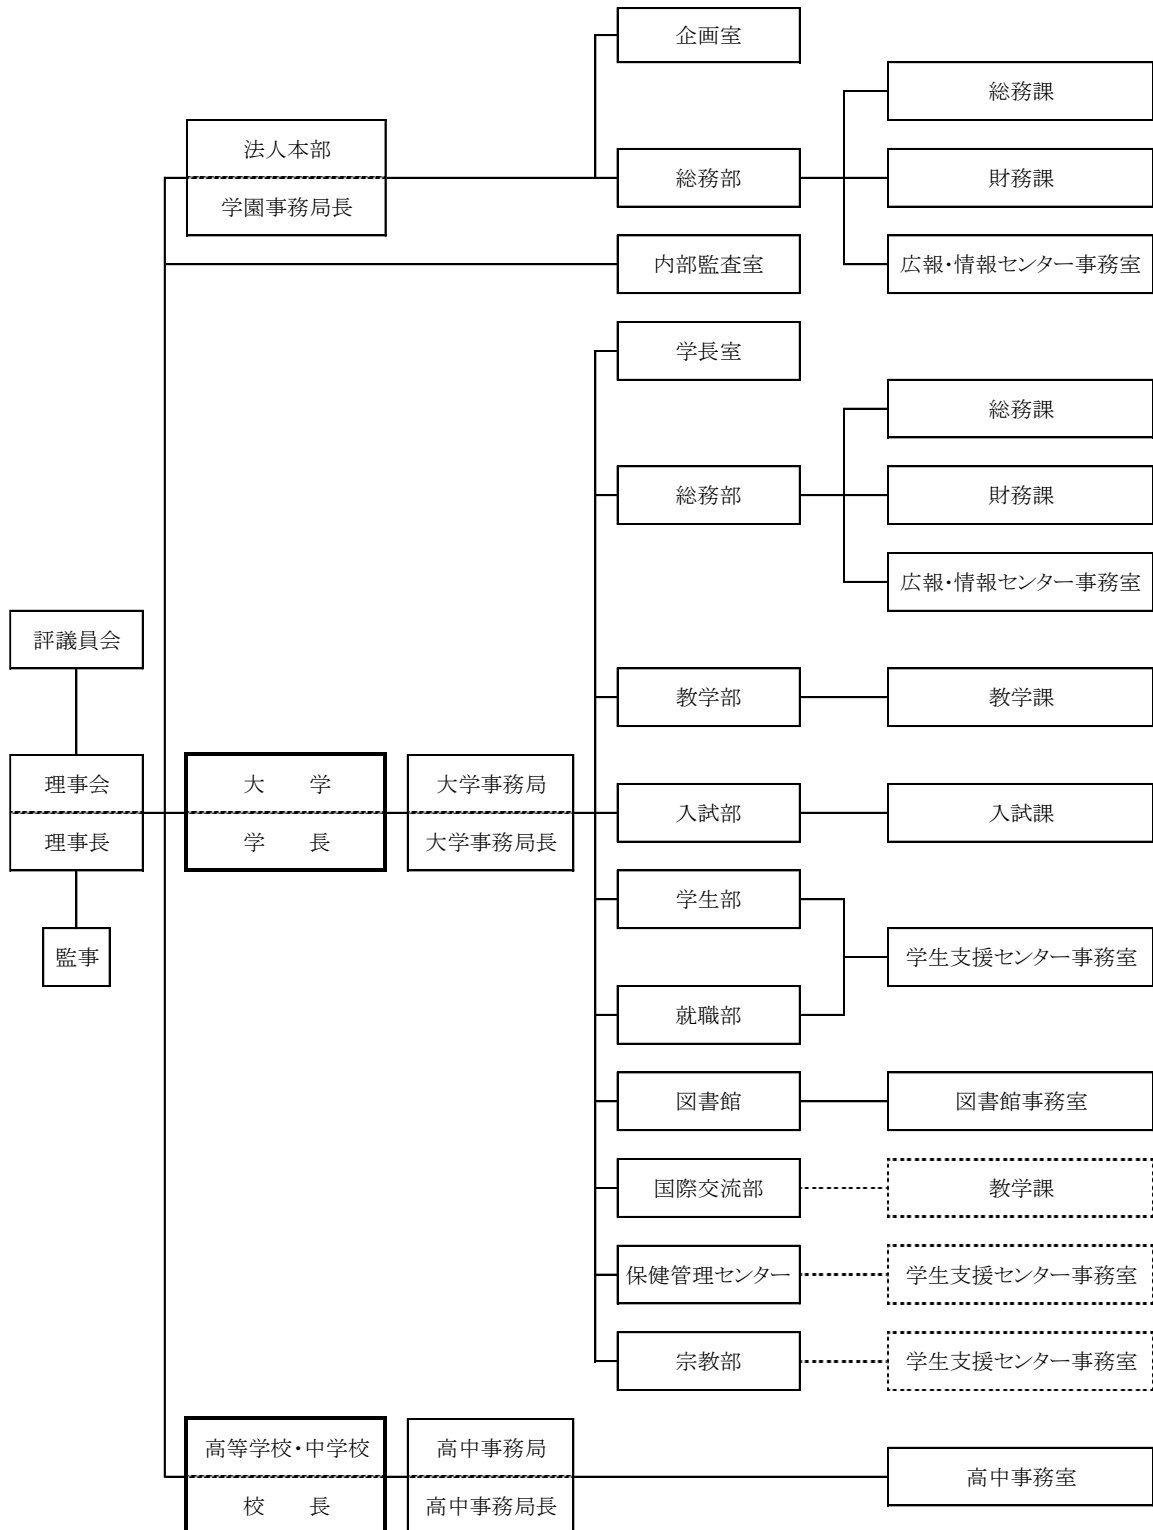 企画室
総務課
法人本部
学園事務局長
総務部
財務課
内部監査室
広報・情報センター事務室
学長室
総務課
総務部
財務課
広報・情報センター事務室
評議員会
教学部
教学課
理事会
理事長
大　　学
学　　長
大学事務局
大学事務局長
入試部
入試課
学生部
監事
学生支援センター事務室
就職部
図書館
図書館事務室
国際交流部
教学課
保健管理センター
学生支援センター事務室
宗教部
学生支援センター事務室
高等学校・中学校
校　　長
高中事務局
高中事務局長
高中事務室